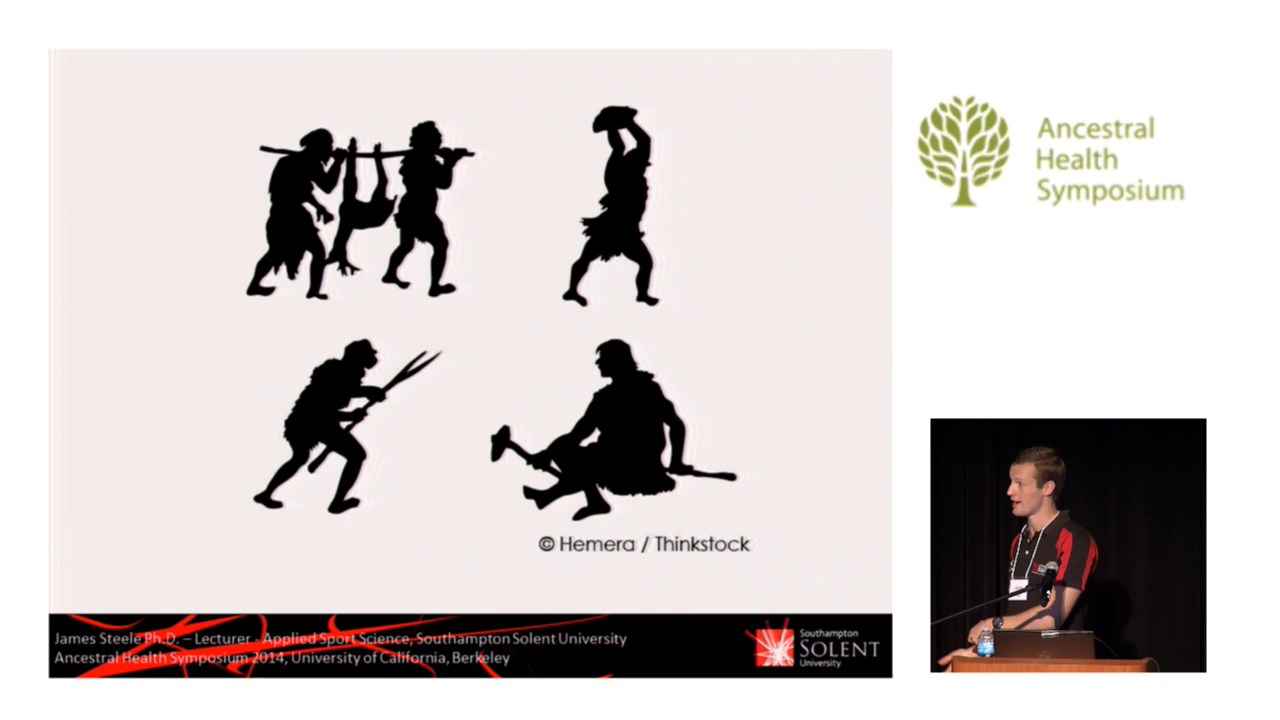 Ancestral
Health
Symposium
© Hemera / Thinkstock
James Steele Ph.D. – Lecturer - Applied Sport Science, Southampton Solent University
Ancestral Health Symposium 2014, University of California, Berkeley
Southampton
SOLENT
University